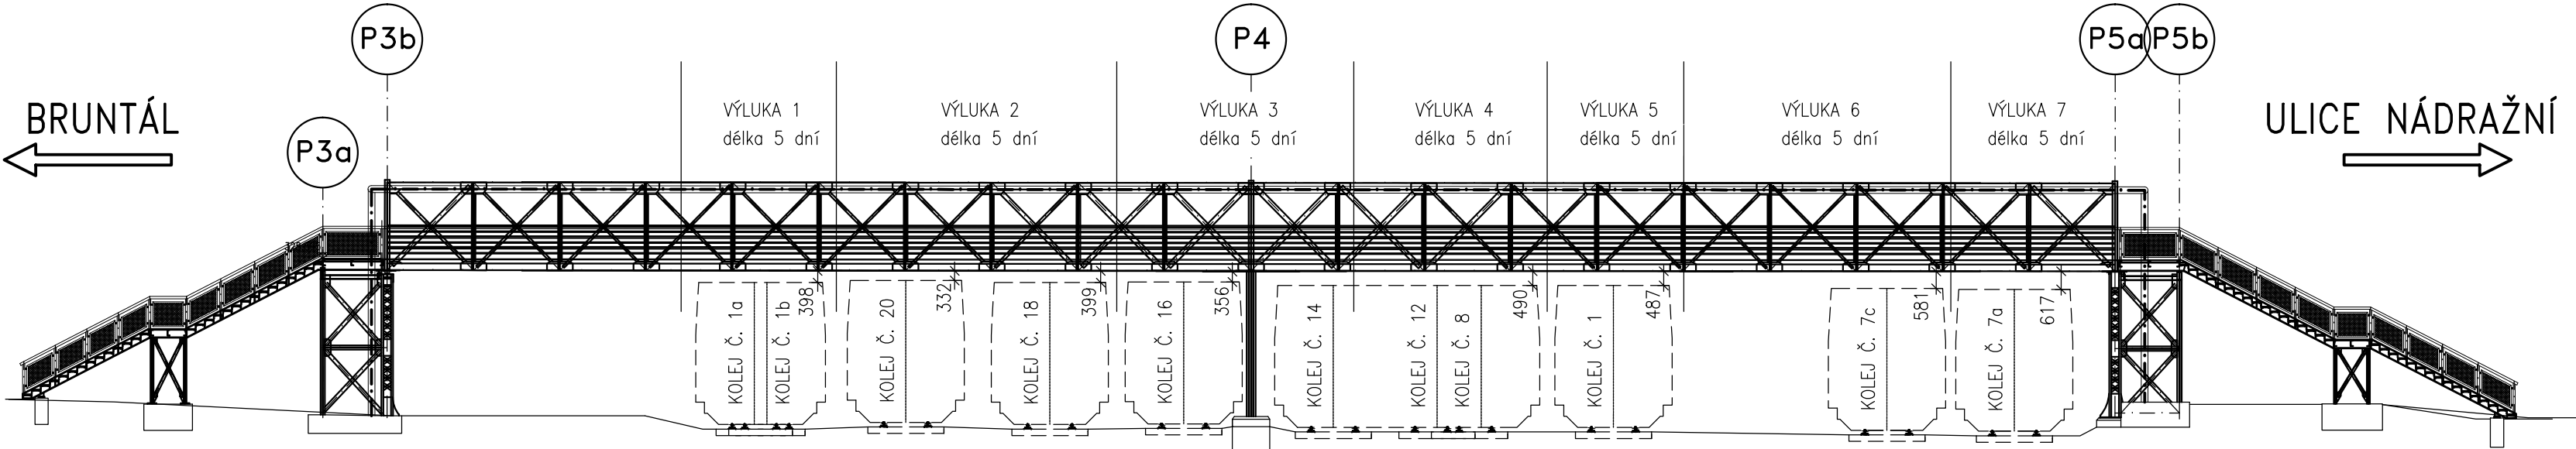 P3b
P4
P5a
P5b
BRUNTÁL
P3a
VÝLUKA 1
délka 5 dní
VÝLUKA 2
délka 5 dní
VÝLUKA 3
délka 5 dní
VÝLUKA 4
délka 5 dní
VÝLUKA 5
délka 5 dní
VÝLUKA 6
délka 5 dní
VÝLUKA 7
délka 5 dní
ULICE NÁDRAŽNÍ
KOLEJ Č. 1a
KOLEJ Č. 1b
398
KOLEJ Č. 20
332
KOLEJ Č. 18
399
KOLEJ Č. 16
356
KOLEJ Č. 14
KOLEJ Č. 12
KOLEJ Č. 8
490
KOLEJ Č. 1
487
KOLEJ Č. 7c
581
KOLEJ Č. 7a
617